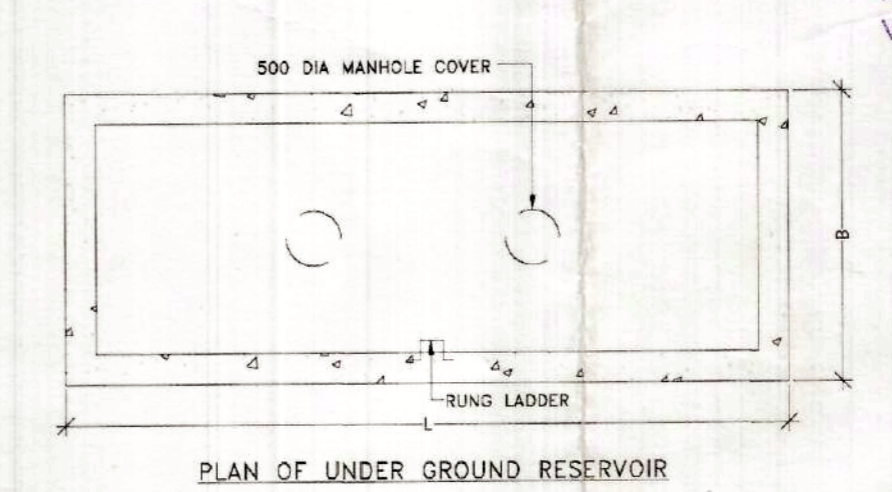 500 DIA MANHOLE COVER
B
RUNG LADDER
L
PLAN OF UNDER GROUND RESERVOIR